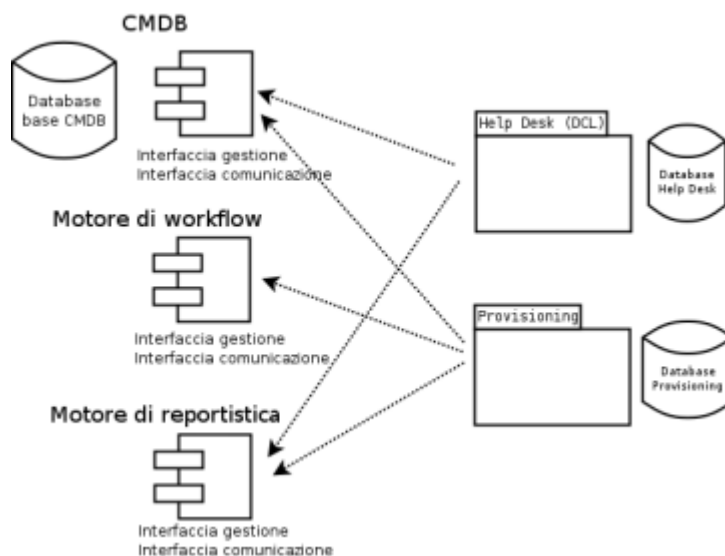 CMDB
Database
base CMDB
Interfaccia gestione
Interfaccia comunicazione
Help Desk (DCL)
Database
Help Desk
Motore di workflow
Interfaccia gestione
Interfaccia comunicazione
Provisioning
Database
Provisioning
Motore di reportistica
Interfaccia gestione
Interfaccia comunicazione